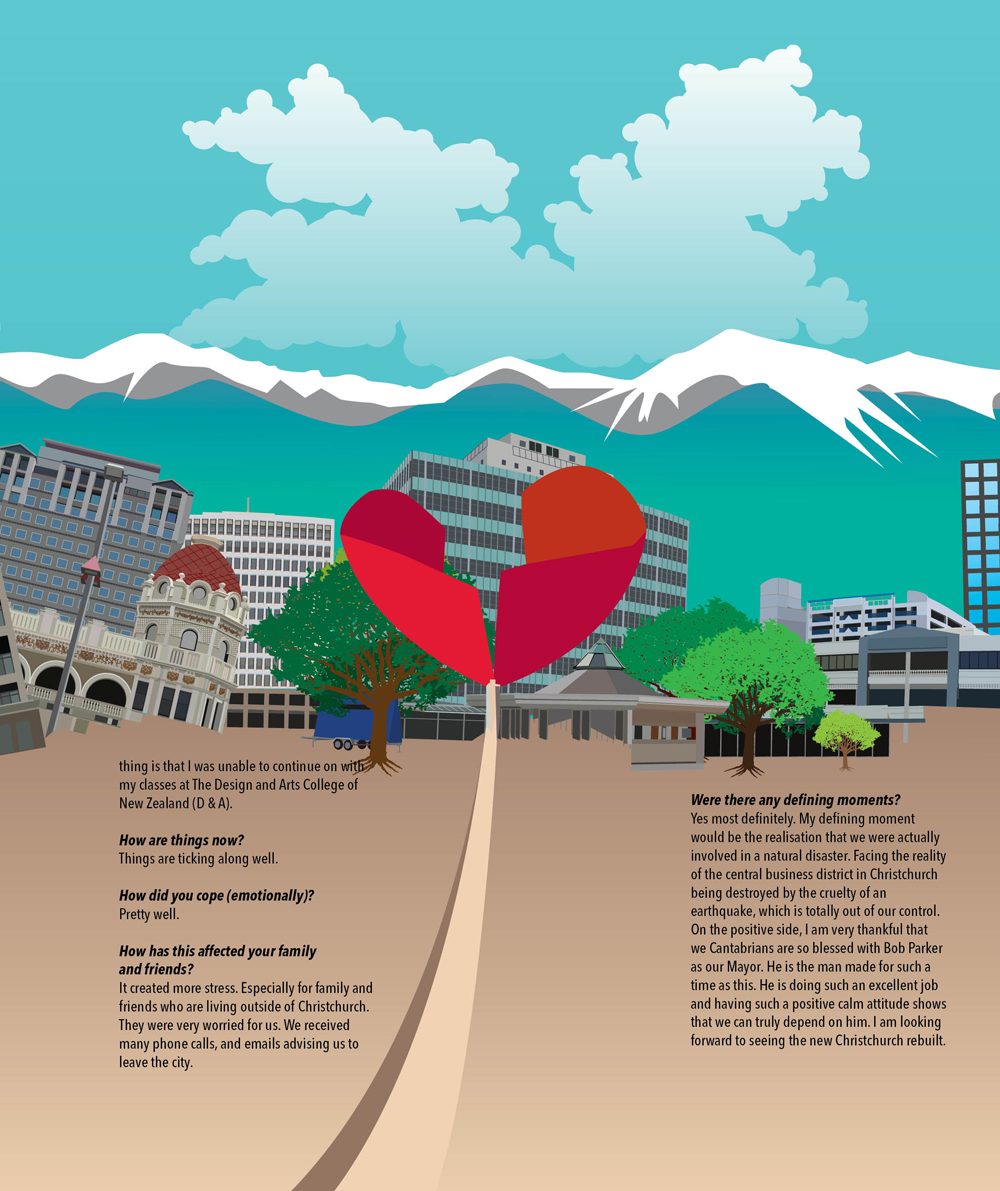 thing is that I was unable to continue on with
my classes at The Design and Arts College of
New Zealand (D & A).
How are things now?
Things are ticking along well.
How did you cope (emotionally)?
Pretty well.
How has this affected your family
and friends?
It created more stress. Especially for family and
friends who are living outside of Christchurch.
They were very worried for us. We received
many phone calls, and emails advising us to
leave the city.
Were there any defining moments?
Yes most definitely. My defining moment
would be the realisation that we were actually
involved in a natural disaster. Facing the reality
of the central business district in Christchurch
being destroyed by the cruelty of an
earthquake, which is totally out of our control.
On the positive side, I am very thankful that
we Cantabrians are so blessed with Bob Parker
as our Mayor. He is the man made for such a
time as this. He is doing such an excellent job
and having such a positive calm attitude shows
that we can truly depend on him. I am looking
forward to seeing the new Christchurch rebuilt.